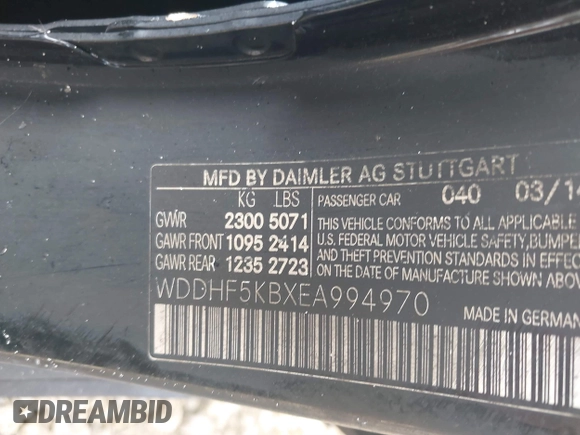 MFD BY DAIMLER AG STUTTGART
KG LBS
PASSENGER CAR 040
GVWR 2300 5071
GAWR FRONT 1095 2414
GAWR REAR 1235 2723
THIS VEHICLE CONFORMS TO ALL APPLICABLE
U.S. FEDERAL MOTOR VEHICLE SAFETY, BUMPER
AND THEFT PREVENTION STANDARDS IN EFFECT
ON THE DATE OF MANUFACTURE SHOWN ABOVE
WDDHF5KBXEA994970
MADE IN GERMANY
DREAMBID